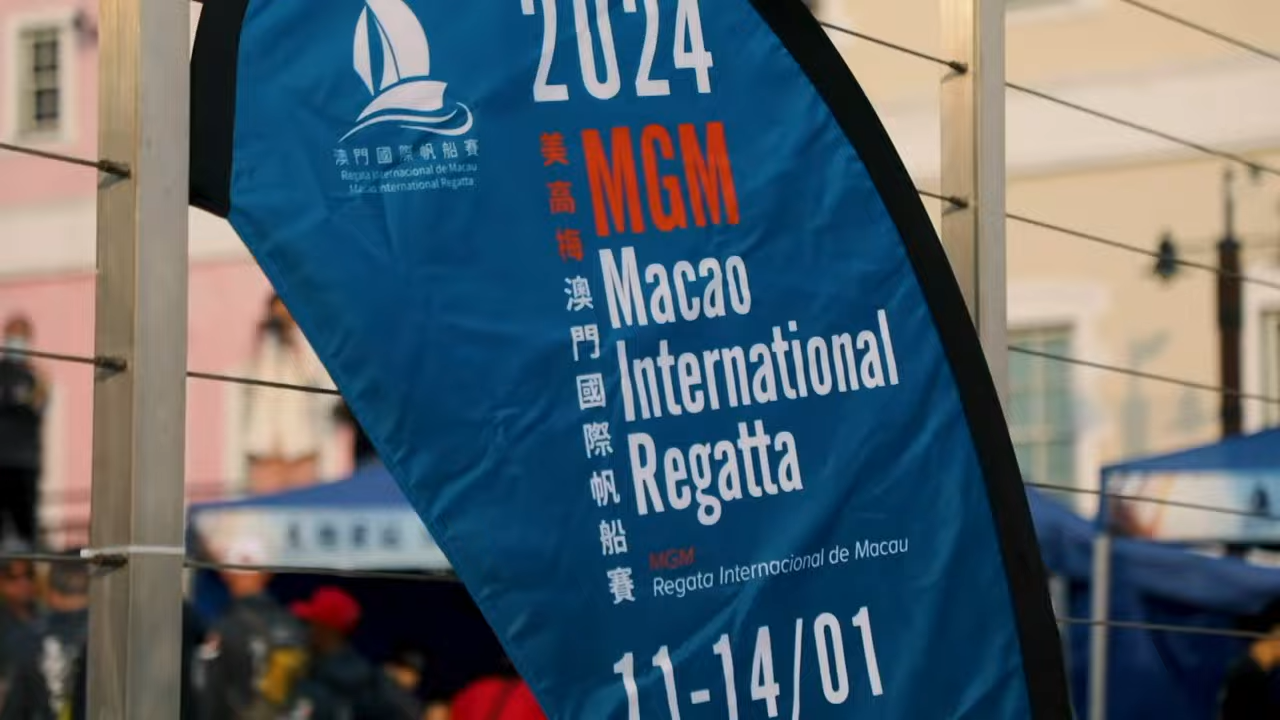 澳門國際帆船賽
Regata Internacional de Macau
Macao International Regatta
2024
美高梅澳門國際帆船賽
MGM
Macao
International
Regatta
MGM
Regata Internacional de Macau
11-14/01